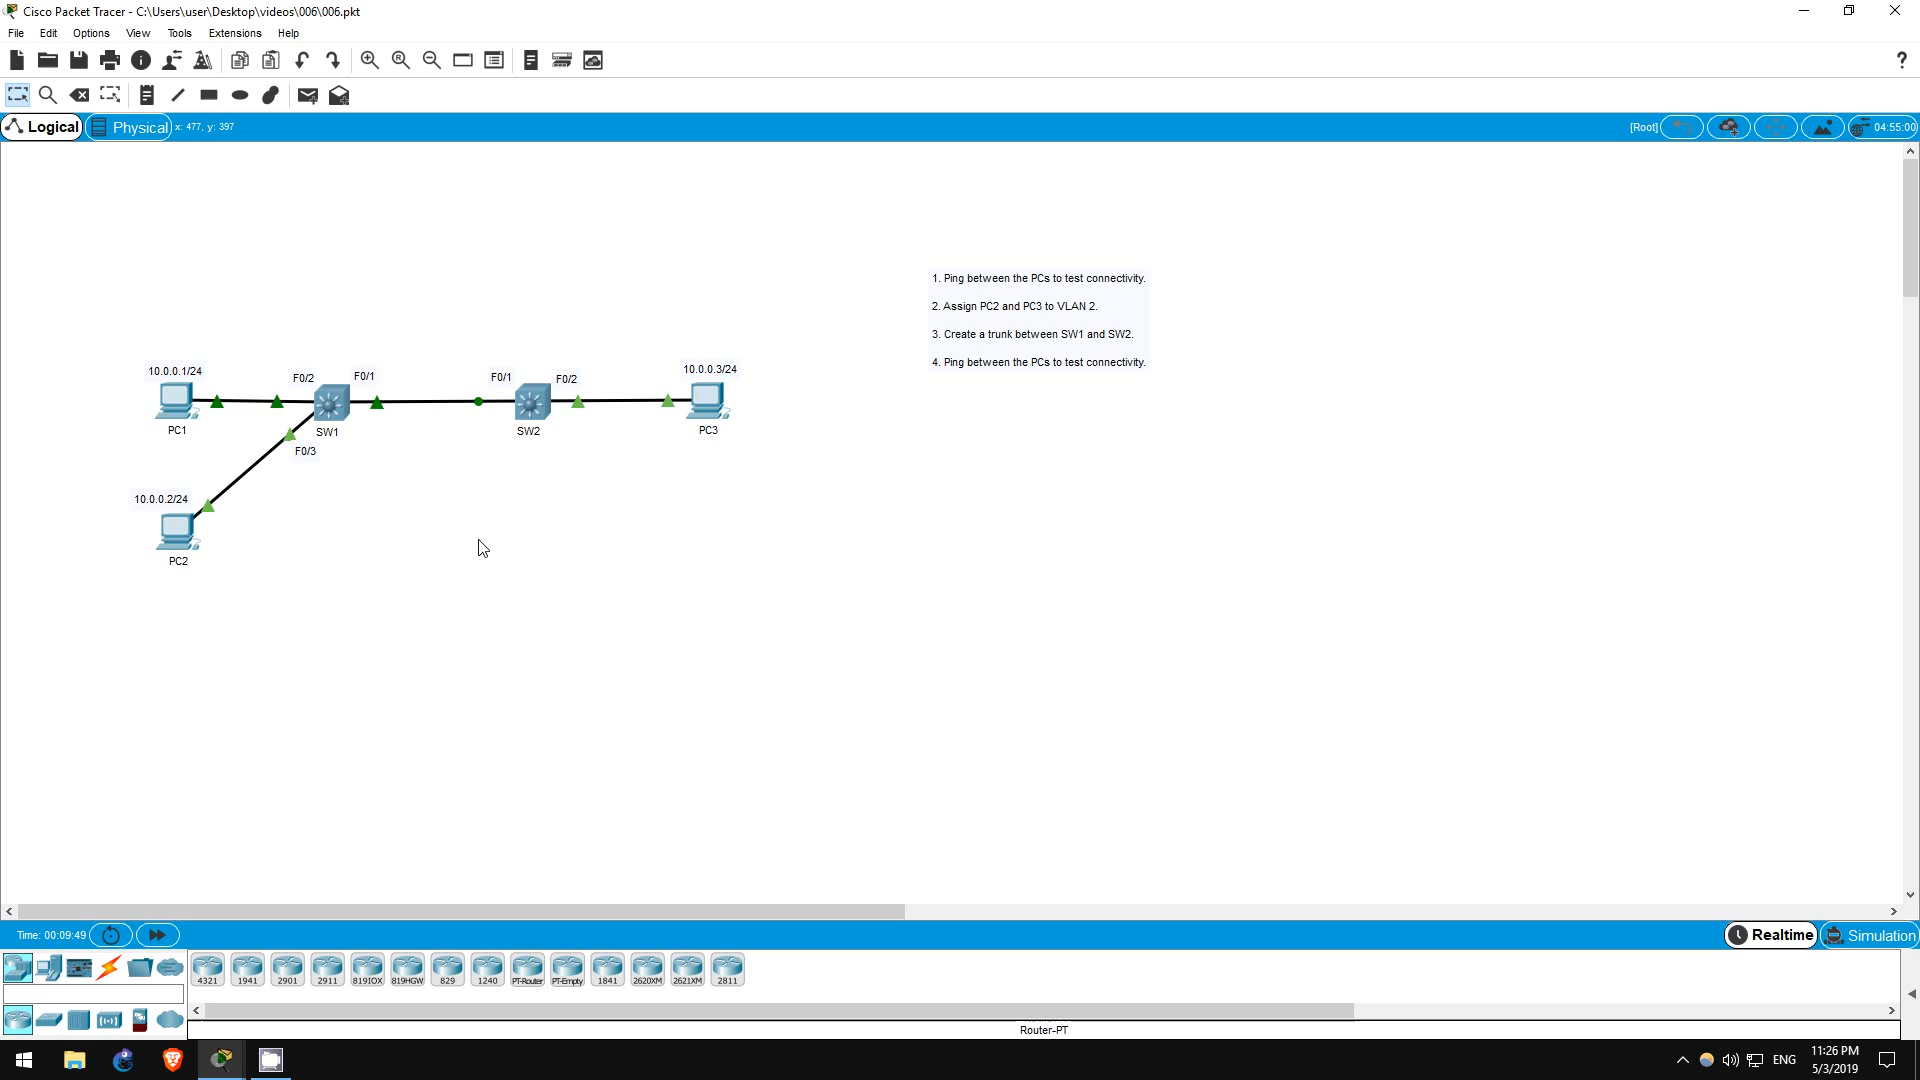 Cisco Packet Tracer - C:\Users\user\Desktop\videos\006\006.pkt
File Edit Options View Tools Extensions Help
Logical Physical x: 477, y: 397 [Root] 04:55:00
1. Ping between the PCs to test connectivity.
2. Assign PC2 and PC3 to VLAN 2.
3. Create a trunk between SW1 and SW2.
4. Ping between the PCs to test connectivity.
10.0.0.1/24 F0/2 F0/1 F0/1 F0/2 10.0.0.3/24
PC1 SW1 SW2 PC3
F0/3
10.0.0.2/24
PC2
Time: 00:09:49 Realtime Simulation
4321 1941 2901 2911 819IOX 819HGW 829 1240 PT-Router PT-Empty 1841 2620XM 2621XM 2811
Router-PT
ENG 11:26 PM
5/3/2019